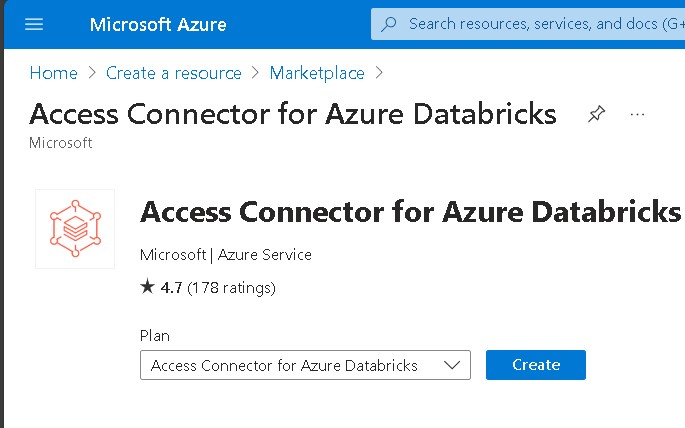 Microsoft Azure
Search resources, services, and docs (G+
Home > Create a resource > Marketplace >
Access Connector for Azure Databricks
Microsoft
Access Connector for Azure Databricks
Microsoft | Azure Service
★ 4.7 (178 ratings)
Plan
Access Connector for Azure Databricks
Create